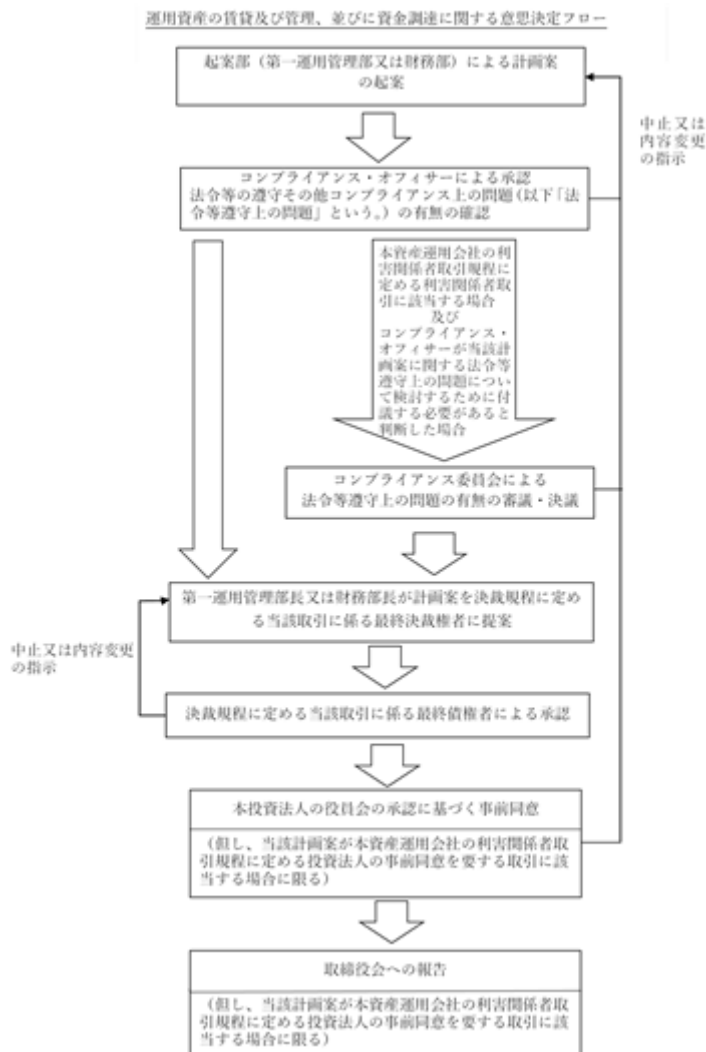 運用資産の賃貸及び管理、並びに資金調達に関する意思決定フロー
起案部（第一運用管理部又は財務部）による計画案
の起案
中止又は
内容変更
の指示
コンプライアンス・オフィサーによる承認
法令等の遵守その他コンプライアンス上の問題（以下「法
令等遵守上の問題」という。）の有無の確認
本資産運用会社の利
害関係者取引規程に
定める利害関係者取
引に該当する場合
及び
コンプライアンス・
オフィサーが当該計
画案に関する法令等
遵守上の問題につい
て検討するために付
議する必要があると
判断した場合
コンプライアンス委員会による
法令等遵守上の問題の有無の審議・決議
第一運用管理部長又は財務部長が計画案を決裁規程に定め
る当該取引に係る最終決裁権者に提案
中止又は内容変更
の指示
決裁規程に定める当該取引に係る最終債権者による承認
本投資法人の役員会の承認に基づく事前同意
（但し、当該計画案が本資産運用会社の利害関係者取
引規程に定める投資法人の事前同意を要する取引に該
当する場合に限る）
取締役会への報告
（但し、当該計画案が本資産運用会社の利害関係者取
引規程に定める投資法人の事前同意を要する取引に該
当する場合に限る）